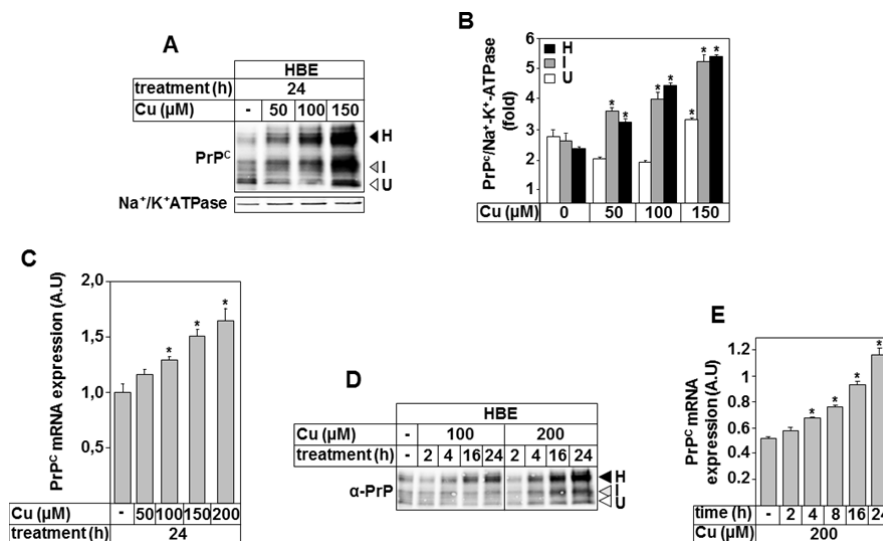 A
HBE
treatment(h) 24
Cu (µM) - 50 100 150
PrPᶜ
H
I
U
Na⁺/K⁺ATPase
B
PrPᶜ/Na⁺-K⁺-ATPase
(fold)
6
5
4
3
2
1
H
I
U
* * * * * * *
Cu (µM) 0 50 100 150
C
PrPᶜ mRNA expression (A.U)
2,0
1,5
1,0
0,5
* * *
Cu (µM) - 50 100 150 200
treatment (h) 24
D
HBE
Cu (µM) - 100 200
treatment (h) - 2 4 16 24 2 4 16 24
α-PrP
H
I
U
E
PrPᶜ mRNA
expression (A.U)
1.2
1
0.8
0.6
0.4
0.2
* * * *
time (h) - 2 4 8 16 24
Cu (µM) 200